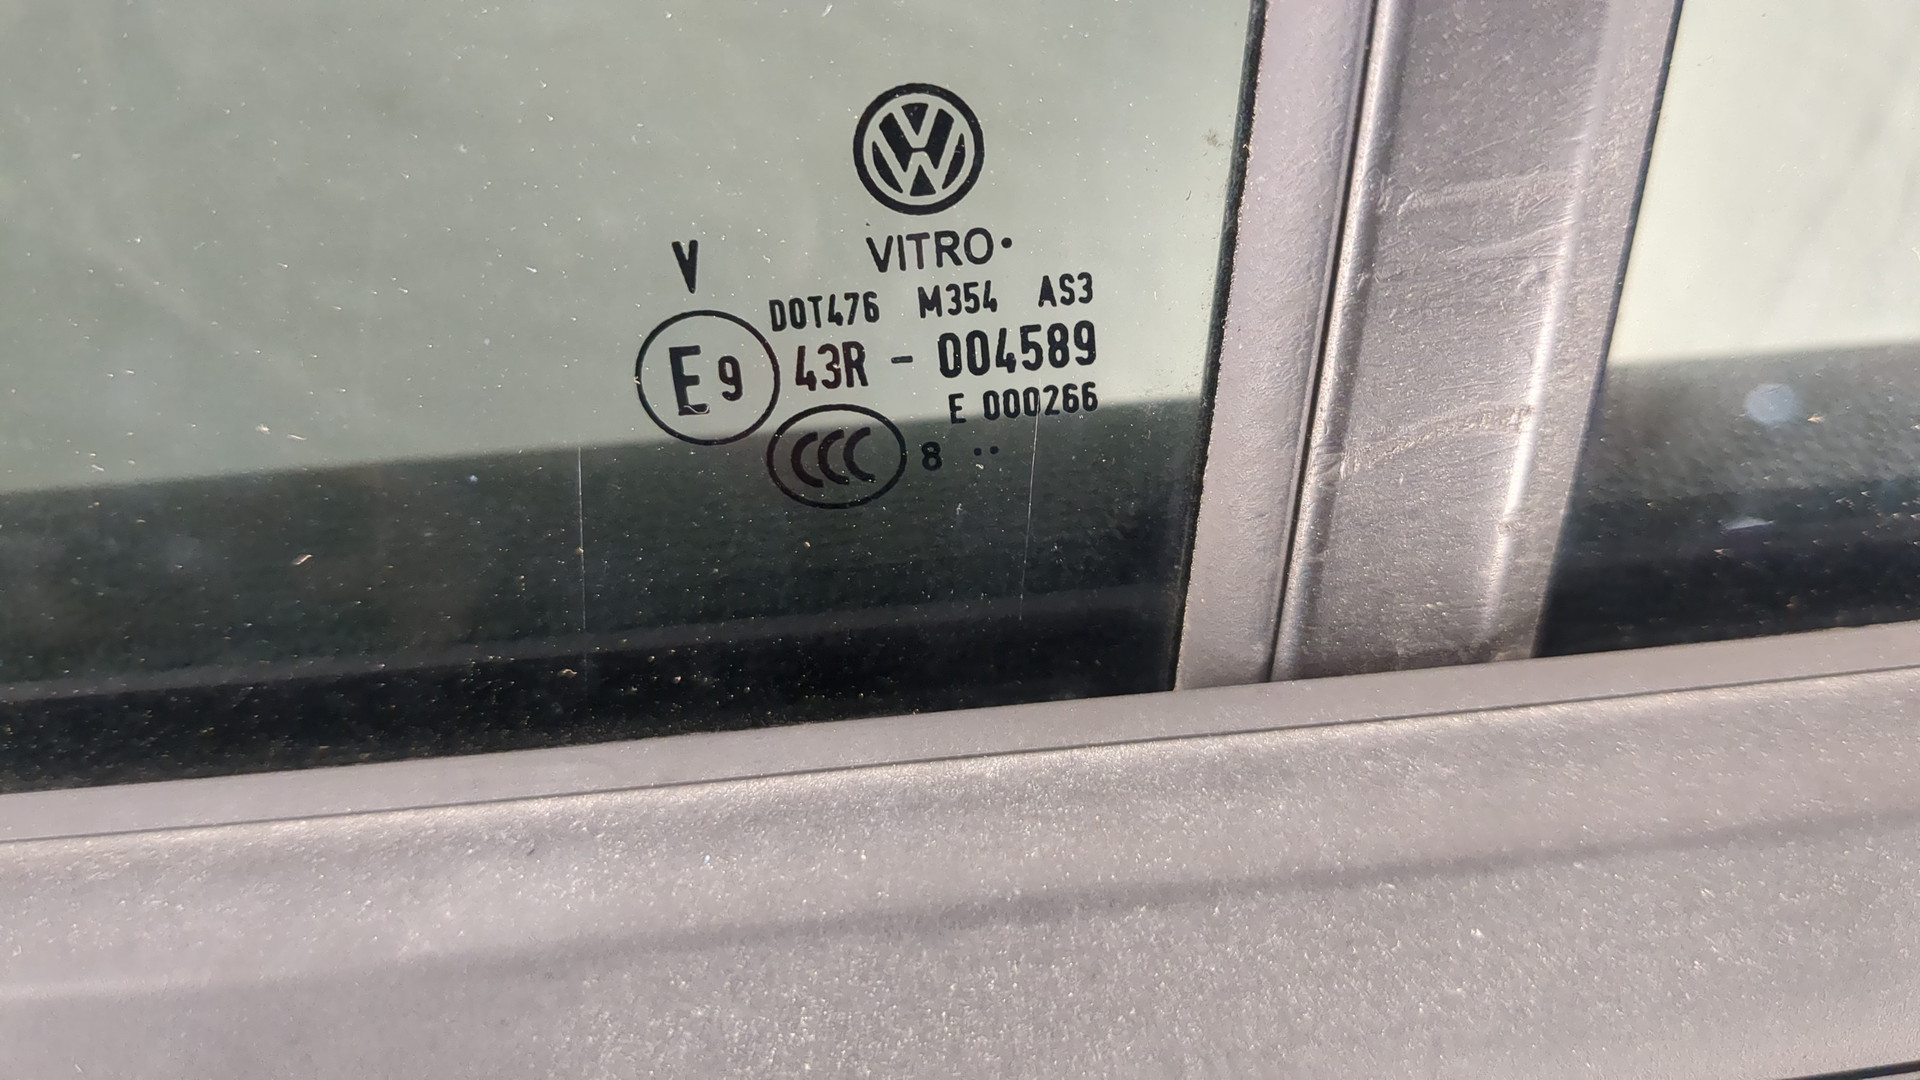 VITRO·
V
DOT476 M354 AS3
E9 43R - 004589
E 000266
CCC 8 ··